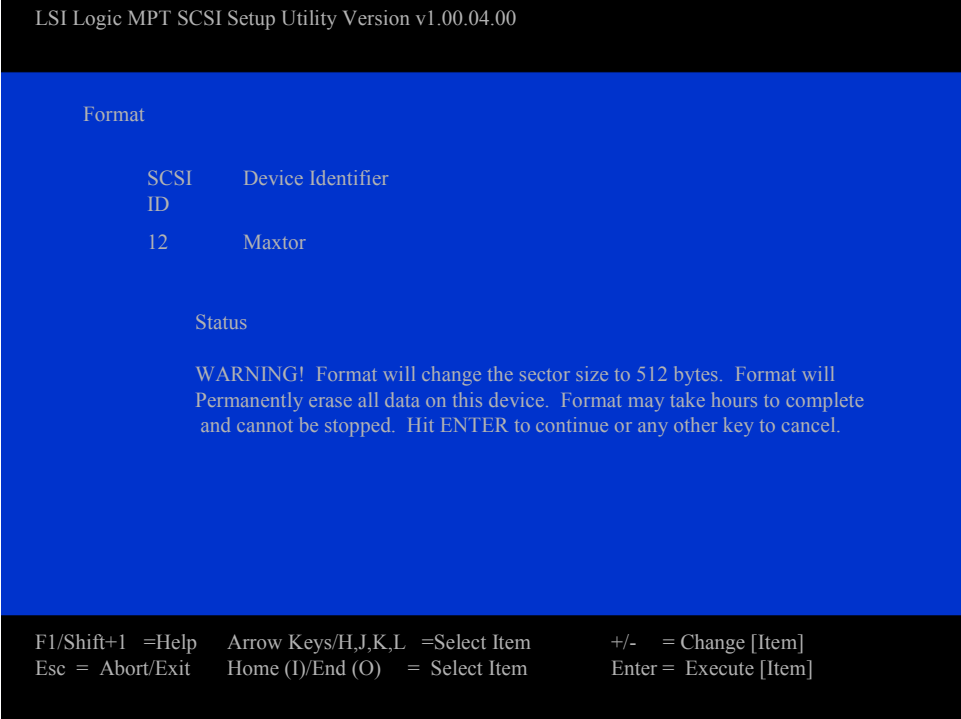 LSI Logic MPT SCSI Setup Utility Version v1.00.04.00
Format
SCSI Device Identifier
ID
12 Maxtor
Status
WARNING! Format will change the sector size to 512 bytes. Format will
Permanently erase all data on this device. Format may take hours to complete
and cannot be stopped. Hit ENTER to continue or any other key to cancel.
F1/Shift+1 =Help Arrow Keys/H,J,K,L =Select Item +/- = Change [Item]
Esc = Abort/Exit Home (I)/End (O) = Select Item Enter = Execute [Item]